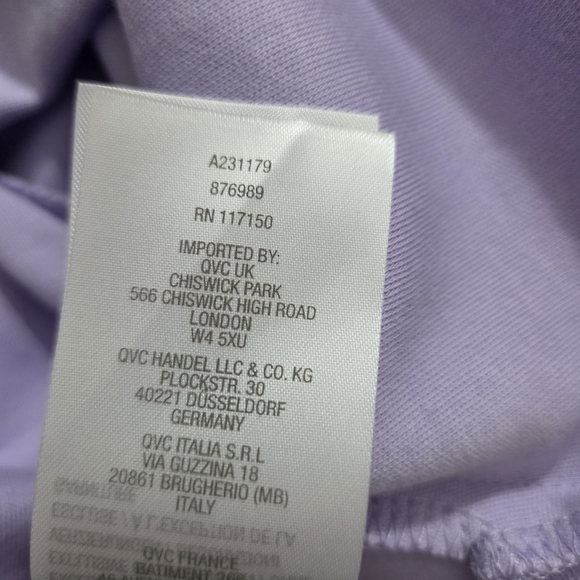 A231179
876989
RN 117150
IMPORTED BY:
QVC UK
CHISWICK PARK
566 CHISWICK HIGH ROAD
LONDON
W4 5XU
QVC HANDEL LLC & CO. KG
PLOCKSTR. 30
40221 DÜSSELDORF
GERMANY
QVC ITALIA S.R.L
VIA GUZZINA 18
20861 BRUGHERIO (MB)
ITALY
QVC FRANCE
BATIMENT